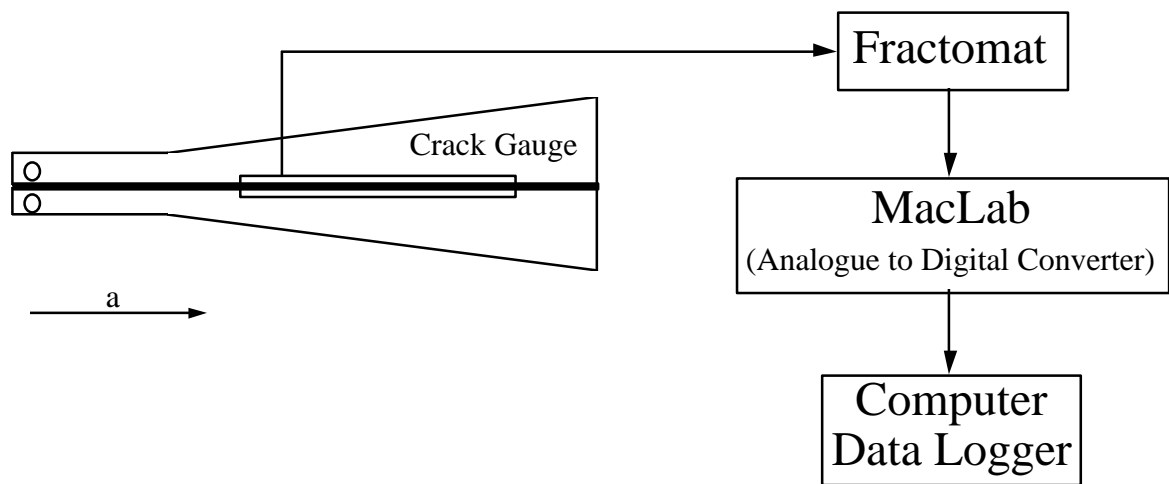 Fractomat
Crack Gauge
MacLab
(Analogue to Digital Converter)
a
Computer
Data Logger